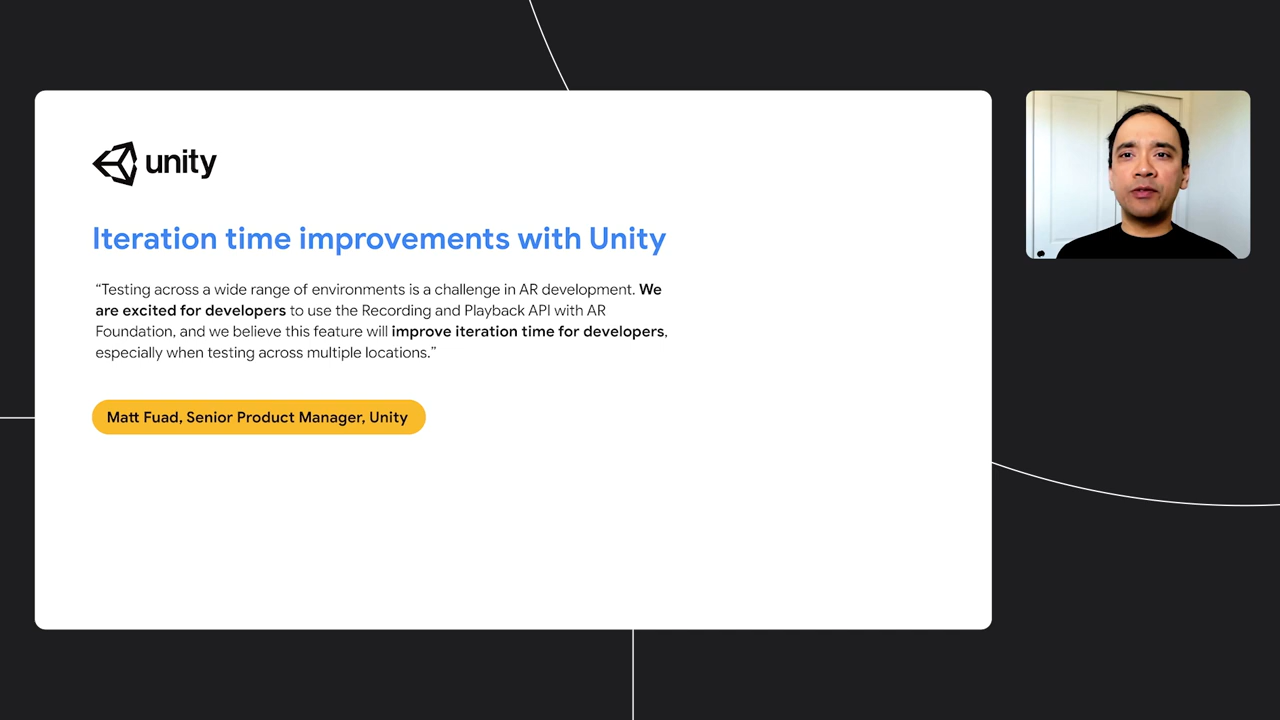 unity
Iteration time improvements with Unity
“Testing across a wide range of environments is a challenge in AR development. We
are excited for developers to use the Recording and Playback API with AR
Foundation, and we believe this feature will improve iteration time for developers,
especially when testing across multiple locations.”
Matt Fuad, Senior Product Manager, Unity